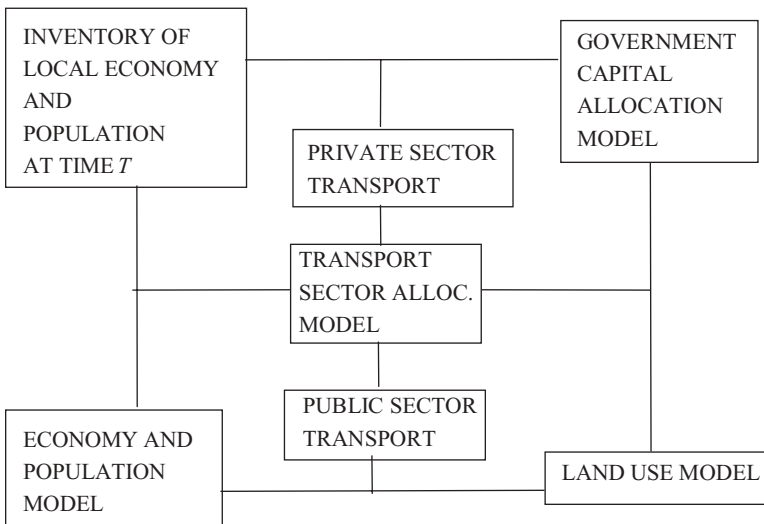 INVENTORY OF
LOCAL ECONOMY
AND
POPULATION
AT TIME T
GOVERNMENT
CAPITAL
ALLOCATION
MODEL
PRIVATE SECTOR
TRANSPORT
TRANSPORT
SECTOR ALLOC.
MODEL
PUBLIC SECTOR
TRANSPORT
ECONOMY AND
POPULATION
MODEL
LAND USE MODEL